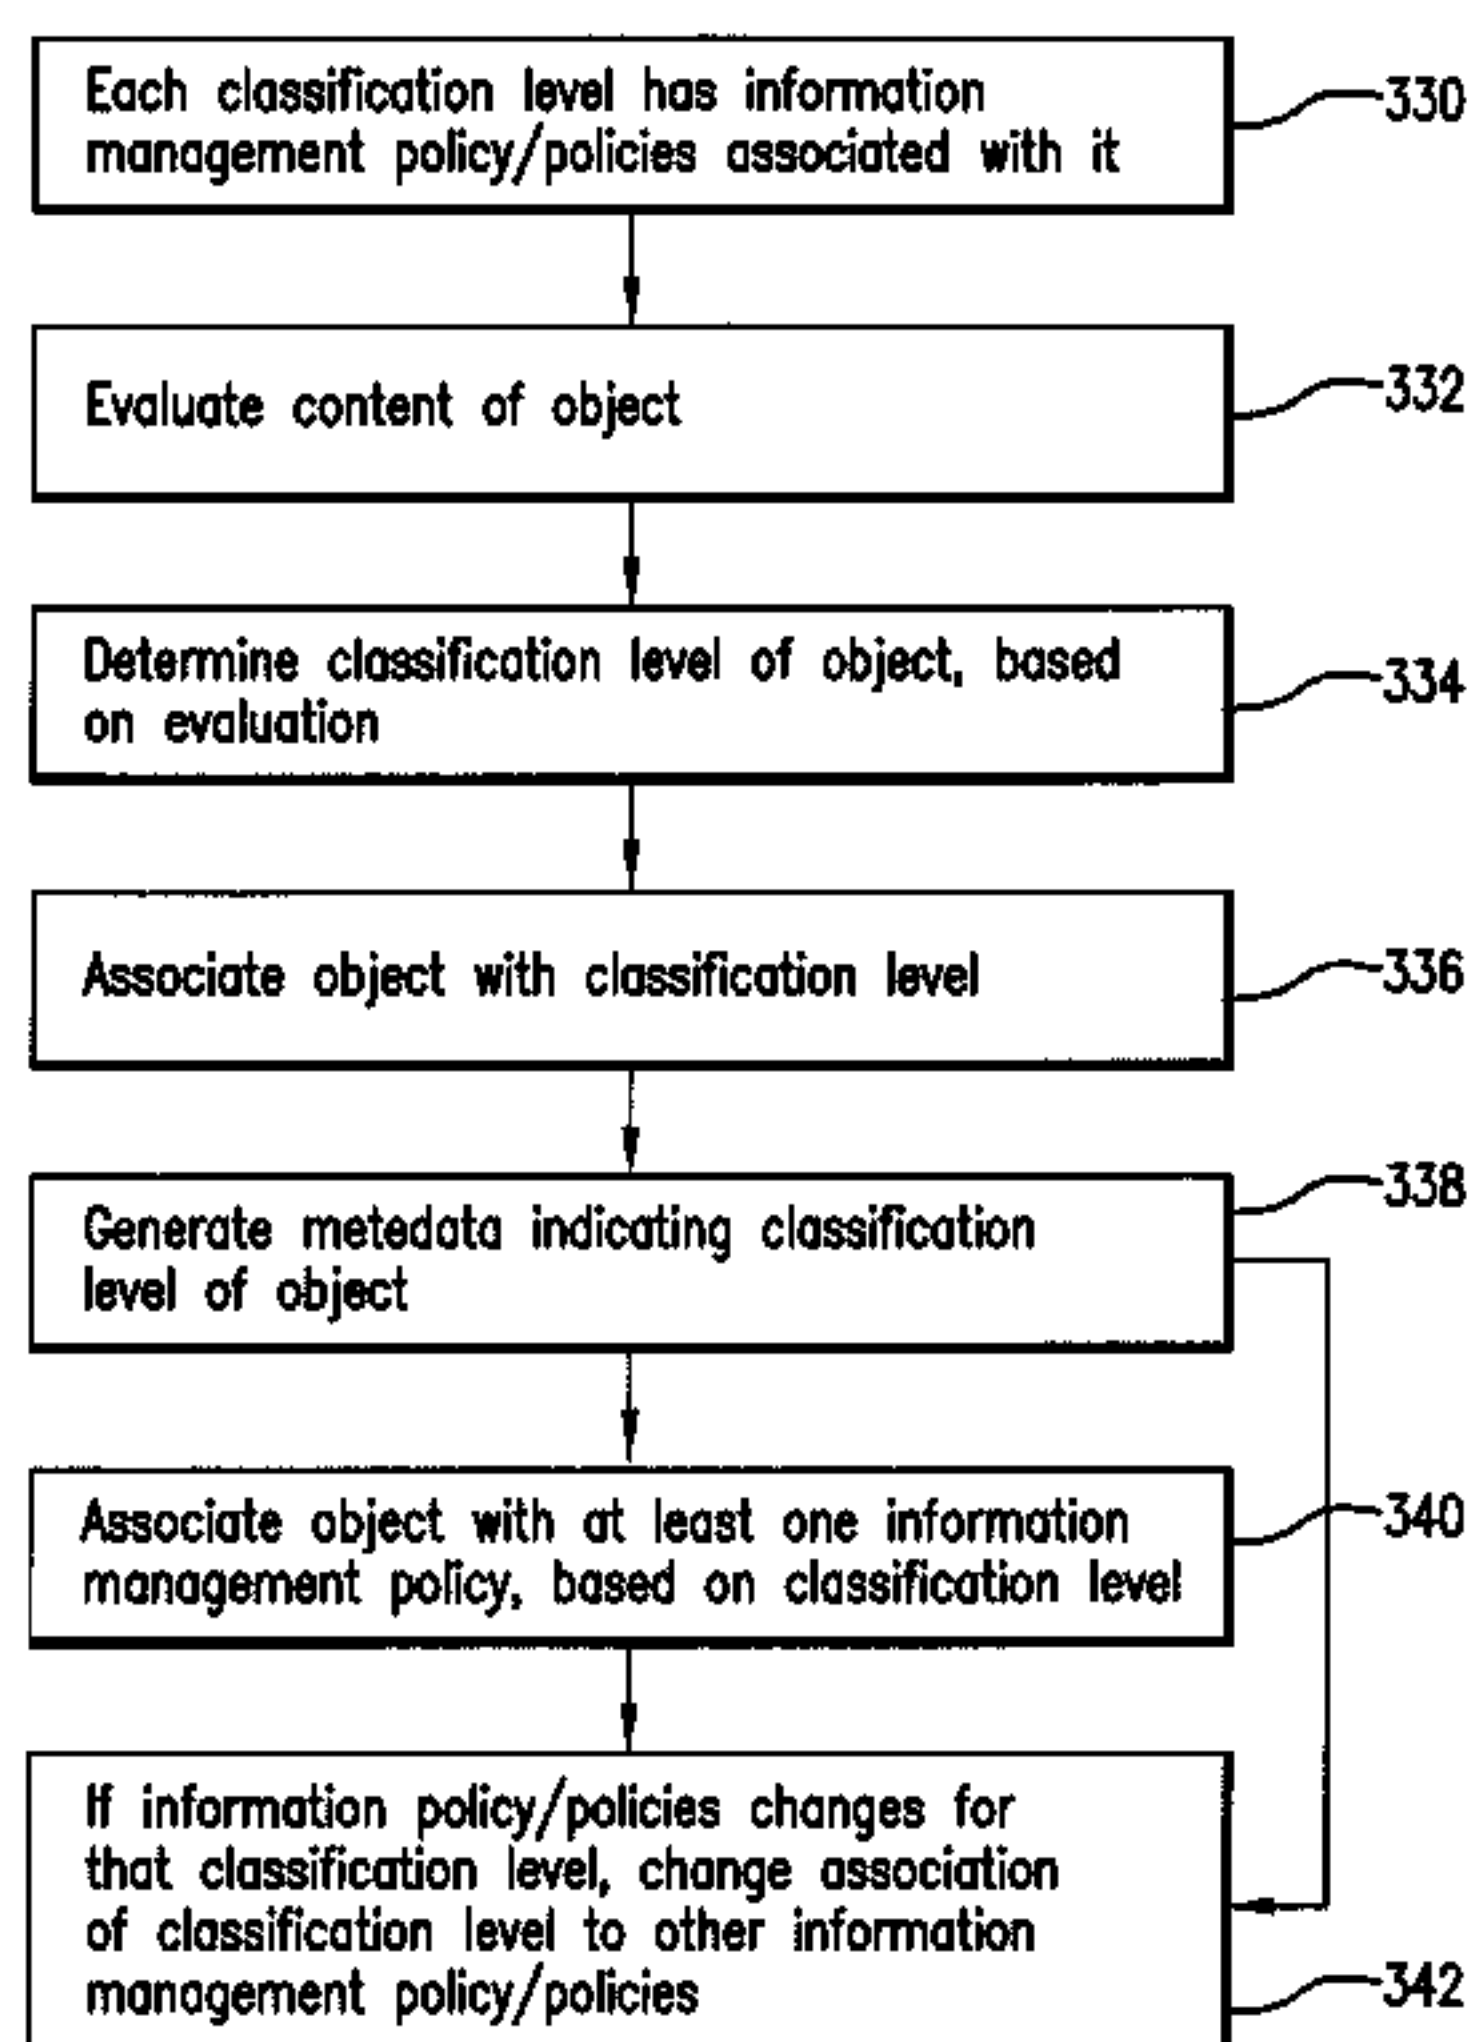 Each classification level has information
management policy/policies associated with it
330
Evaluate content of object
332
Determine classification level of object, based
on evaluation
334
Associate object with classification level
336
Generate metedata indicating classification
level of object
338
Associate object with at least one information
management policy, based on classification level
340
If information policy/policies changes for
that classification level, change association
of classification level to other information
management policy/policies
342